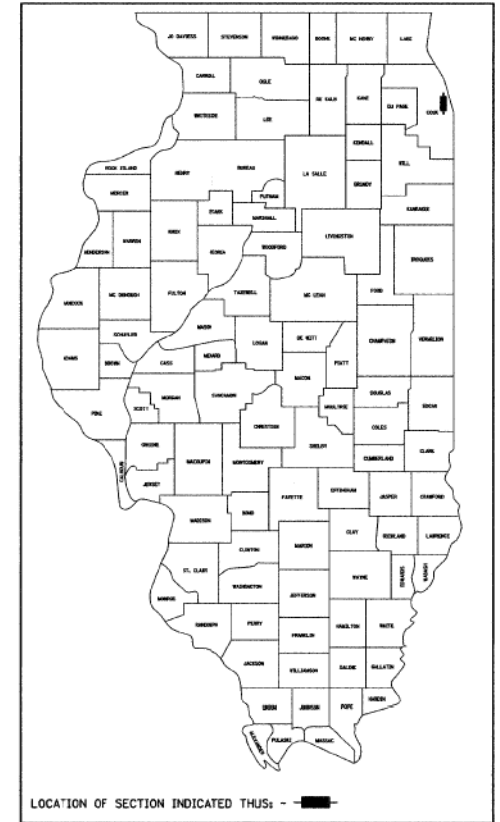 JO DAVIESS STEPHENSON WINNEBAGO BOONE MC HENRY LAKE
CARROLL OGLE
DE KALB KANE DU PAGE COOK
WHITESIDE LEE
KENDALL WILL
ROCK ISLAND HENRY BUREAU LA SALLE GRUNDY
MERCER PUTNAM KANKAKEE
STARK MARSHALL
HENDERSON WARREN KNOX PEORIA WOODFORD LIVINGSTON IROQUOIS
HANCOCK MC DONOUGH FULTON TAZEWELL MC LEAN FORD
MASON
SCHUYLER LOGAN DE WITT CHAMPAIGN VERMILION
ADAMS BROWN CASS MENARD PIATT
MACON
MORGAN SANGAMON DOUGLAS
PIKE SCOTT MOULTRIE EDGAR
CHRISTIAN COLES
GREENE SHELBY
MACOUPIN MONTGOMERY CUMBERLAND CLARK
CALHOUN JERSEY
FAYETTE EFFINGHAM JASPER CRAWFORD
BOND
MADISON
CLAY RICHLAND LAWRENCE
CLINTON MARION
ST. CLAIR
WASHINGTON WAYNE EDWARDS WABASH
MONROE JEFFERSON
RANDOLPH PERRY HAMILTON WHITE
FRANKLIN
JACKSON WILLIAMSON SALINE GALLATIN
UNION JOHNSON POPE HARDIN
ALEXANDER PULASKI MASSAC
LOCATION OF SECTION INDICATED THUS: -